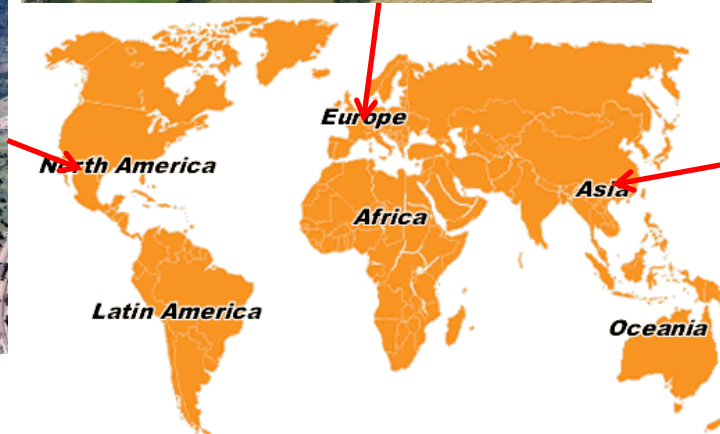 Europe
North America
Asia
Africa
Latin America
Oceania